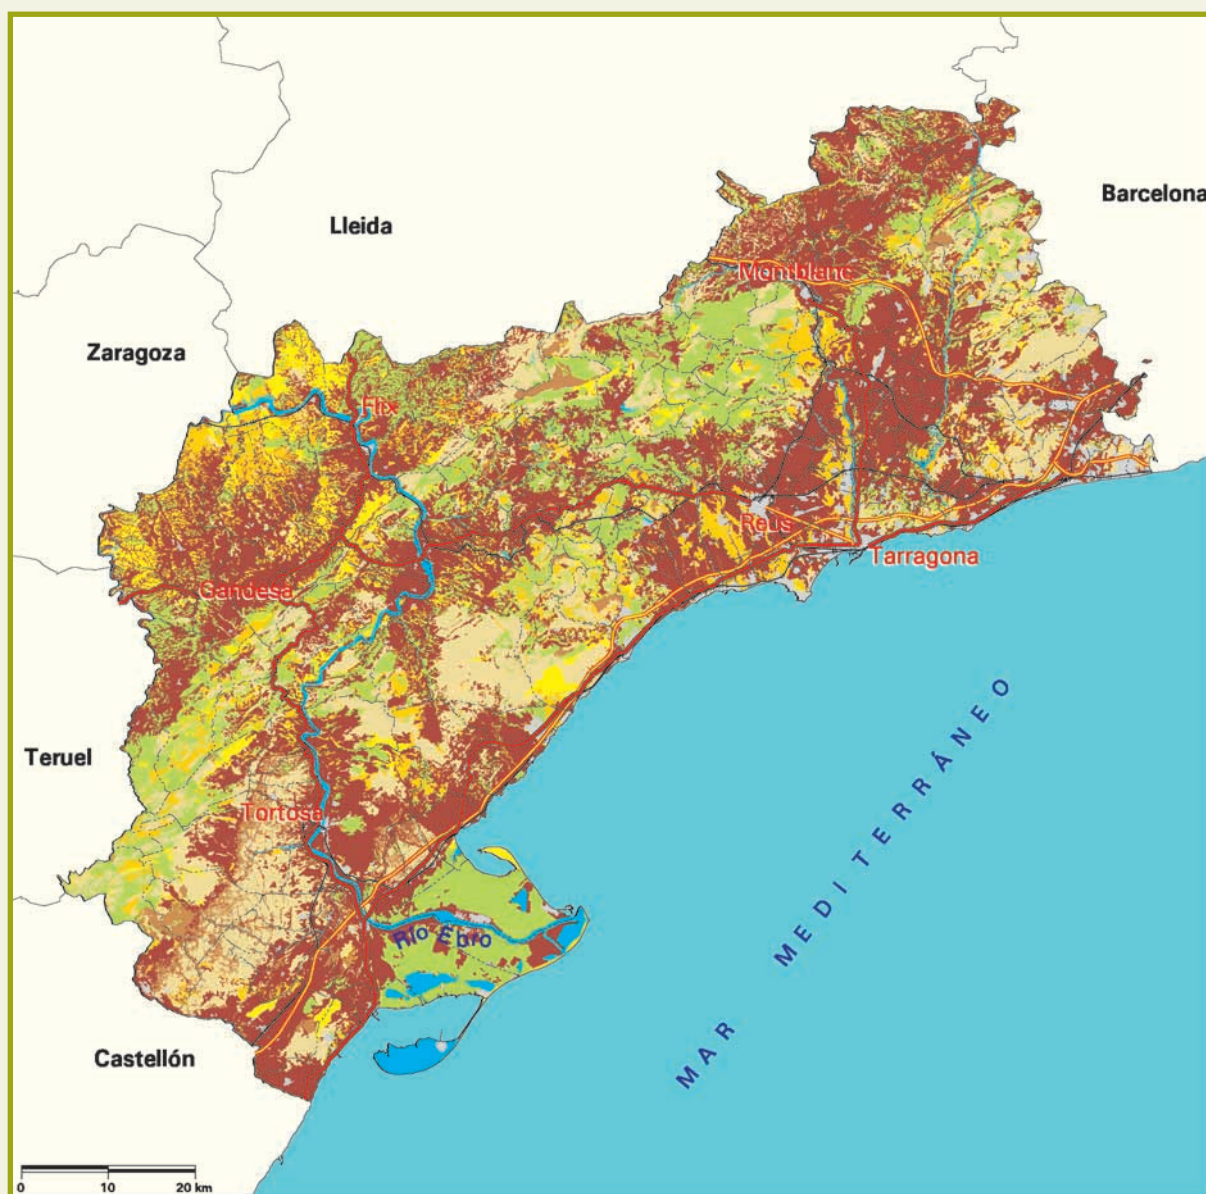 Barcelona
Lleida
Montblanc
Zaragoza
Flix
Reus
Tarragona
Gandesa
Teruel
Tortosa
Río Ebro
MAR MEDITERRÁNEO
Castellón
0 10 20 km